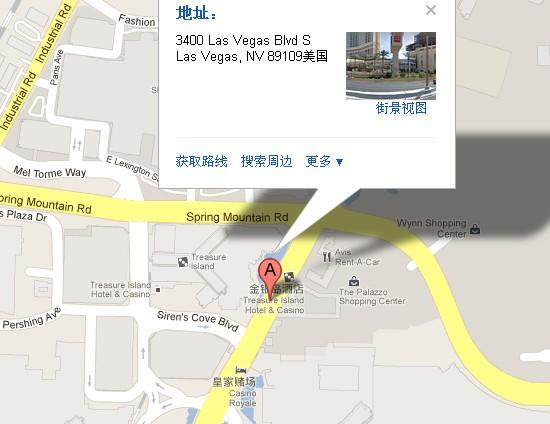 地址：
3400 Las Vegas Blvd S
Las Vegas, NV 89109美国
街景视图
获取路线 搜索周边 更多 ▼
Industrial Rd
Industrial Rd
Paris Ave
Fashion
E Lexington St
Mel Torme Way
Spring Mountain Rd
s Plaza Dr
Spring Mountain Rd
Wynn Shopping
Center
Treasure
Island
Avis
Rent-A-Car
A
Treasure Island
Hotel & Casino
酒店
Treasure Island
Hotel & Casino
The Palazzo
Shopping Center
Pershing Ave
Siren's Cove Blvd
皇家赌场
Casino
Royale